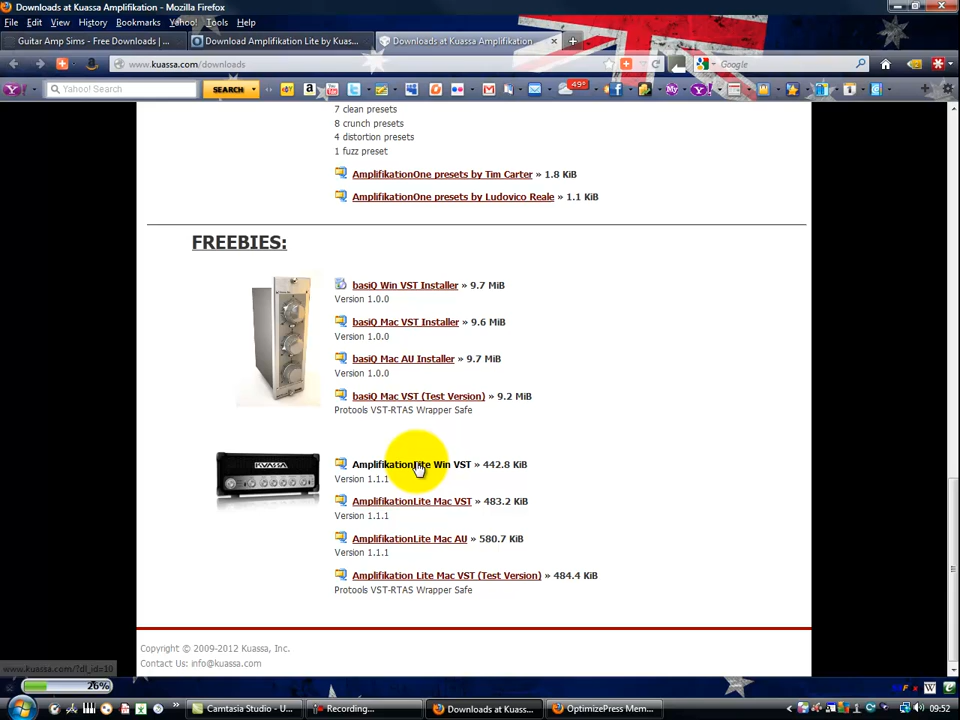 Downloads at Kuassa Amplifikation - Mozilla Firefox
File Edit View History Bookmarks Yahoo! Tools Help
Guitar Amp Sims - Free Downloads | ...
Download Amplifikation Lite by Kuas...
Downloads at Kuassa Amplifikation
www.kuassa.com/downloads
Google
Yahoo! Search
SEARCH
49°
7 clean presets
8 crunch presets
4 distortion presets
1 fuzz preset
AmplifikationOne presets by Tim Carter » 1.8 KiB
AmplifikationOne presets by Ludovico Reale » 1.1 KiB
FREEBIES:
basiQ Win VST Installer » 9.7 MiB
Version 1.0.0
basiQ Mac VST Installer » 9.6 MiB
Version 1.0.0
basiQ Mac AU Installer » 9.7 MiB
Version 1.0.0
basiQ Mac VST (Test Version) » 9.2 MiB
Protools VST-RTAS Wrapper Safe
KUASSA
AmplifikationLite Win VST » 442.8 KiB
Version 1.1.1
AmplifikationLite Mac VST » 483.2 KiB
Version 1.1.1
AmplifikationLite Mac AU » 580.7 KiB
Version 1.1.1
Amplifikation Lite Mac VST (Test Version) » 484.4 KiB
Protools VST-RTAS Wrapper Safe
Copyright © 2009-2012 Kuassa, Inc.
Contact Us: info@kuassa.com
www.kuassa.com/?dl_id=10
26%
Camtasia Studio - U...
Recording...
Downloads at Kuass...
OptimizePress Mem...
09:52